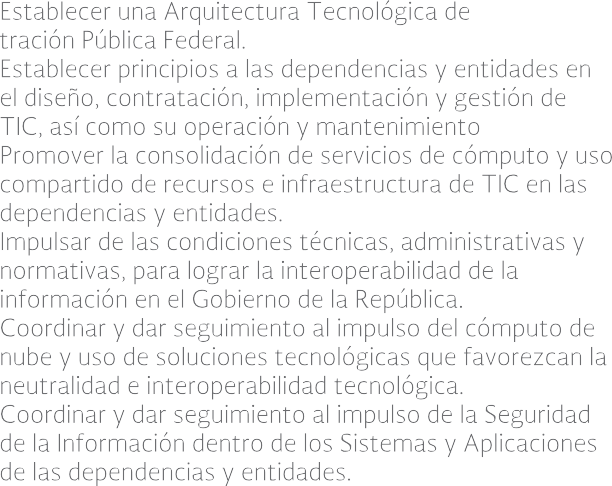 Establecer una Arquitectura Tecnológica de
tración Pública Federal.
Establecer principios a las dependencias y entidades en
el diseño, contratación, implementación y gestión de
TIC, así como su operación y mantenimiento
Promover la consolidación de servicios de cómputo y uso
compartido de recursos e infraestructura de TIC en las
dependencias y entidades.
Impulsar de las condiciones técnicas, administrativas y
normativas, para lograr la interoperabilidad de la
información en el Gobierno de la República.
Coordinar y dar seguimiento al impulso del cómputo de
nube y uso de soluciones tecnológicas que favorezcan la
neutralidad e interoperabilidad tecnológica.
Coordinar y dar seguimiento al impulso de la Seguridad
de la Información dentro de los Sistemas y Aplicaciones
de las dependencias y entidades.